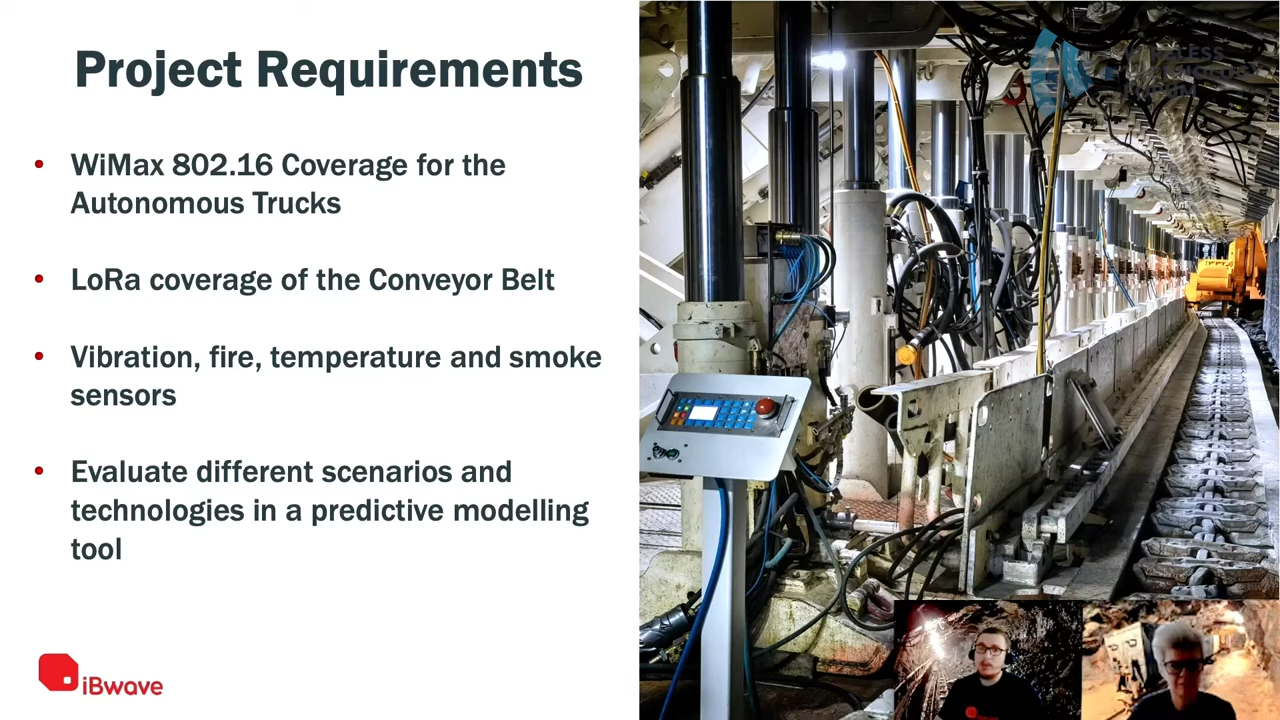 Project Requirements
• WiMax 802.16 Coverage for the
Autonomous Trucks
• LoRa coverage of the Conveyor Belt
• Vibration, fire, temperature and smoke
sensors
• Evaluate different scenarios and
technologies in a predictive modelling
tool
iBwave